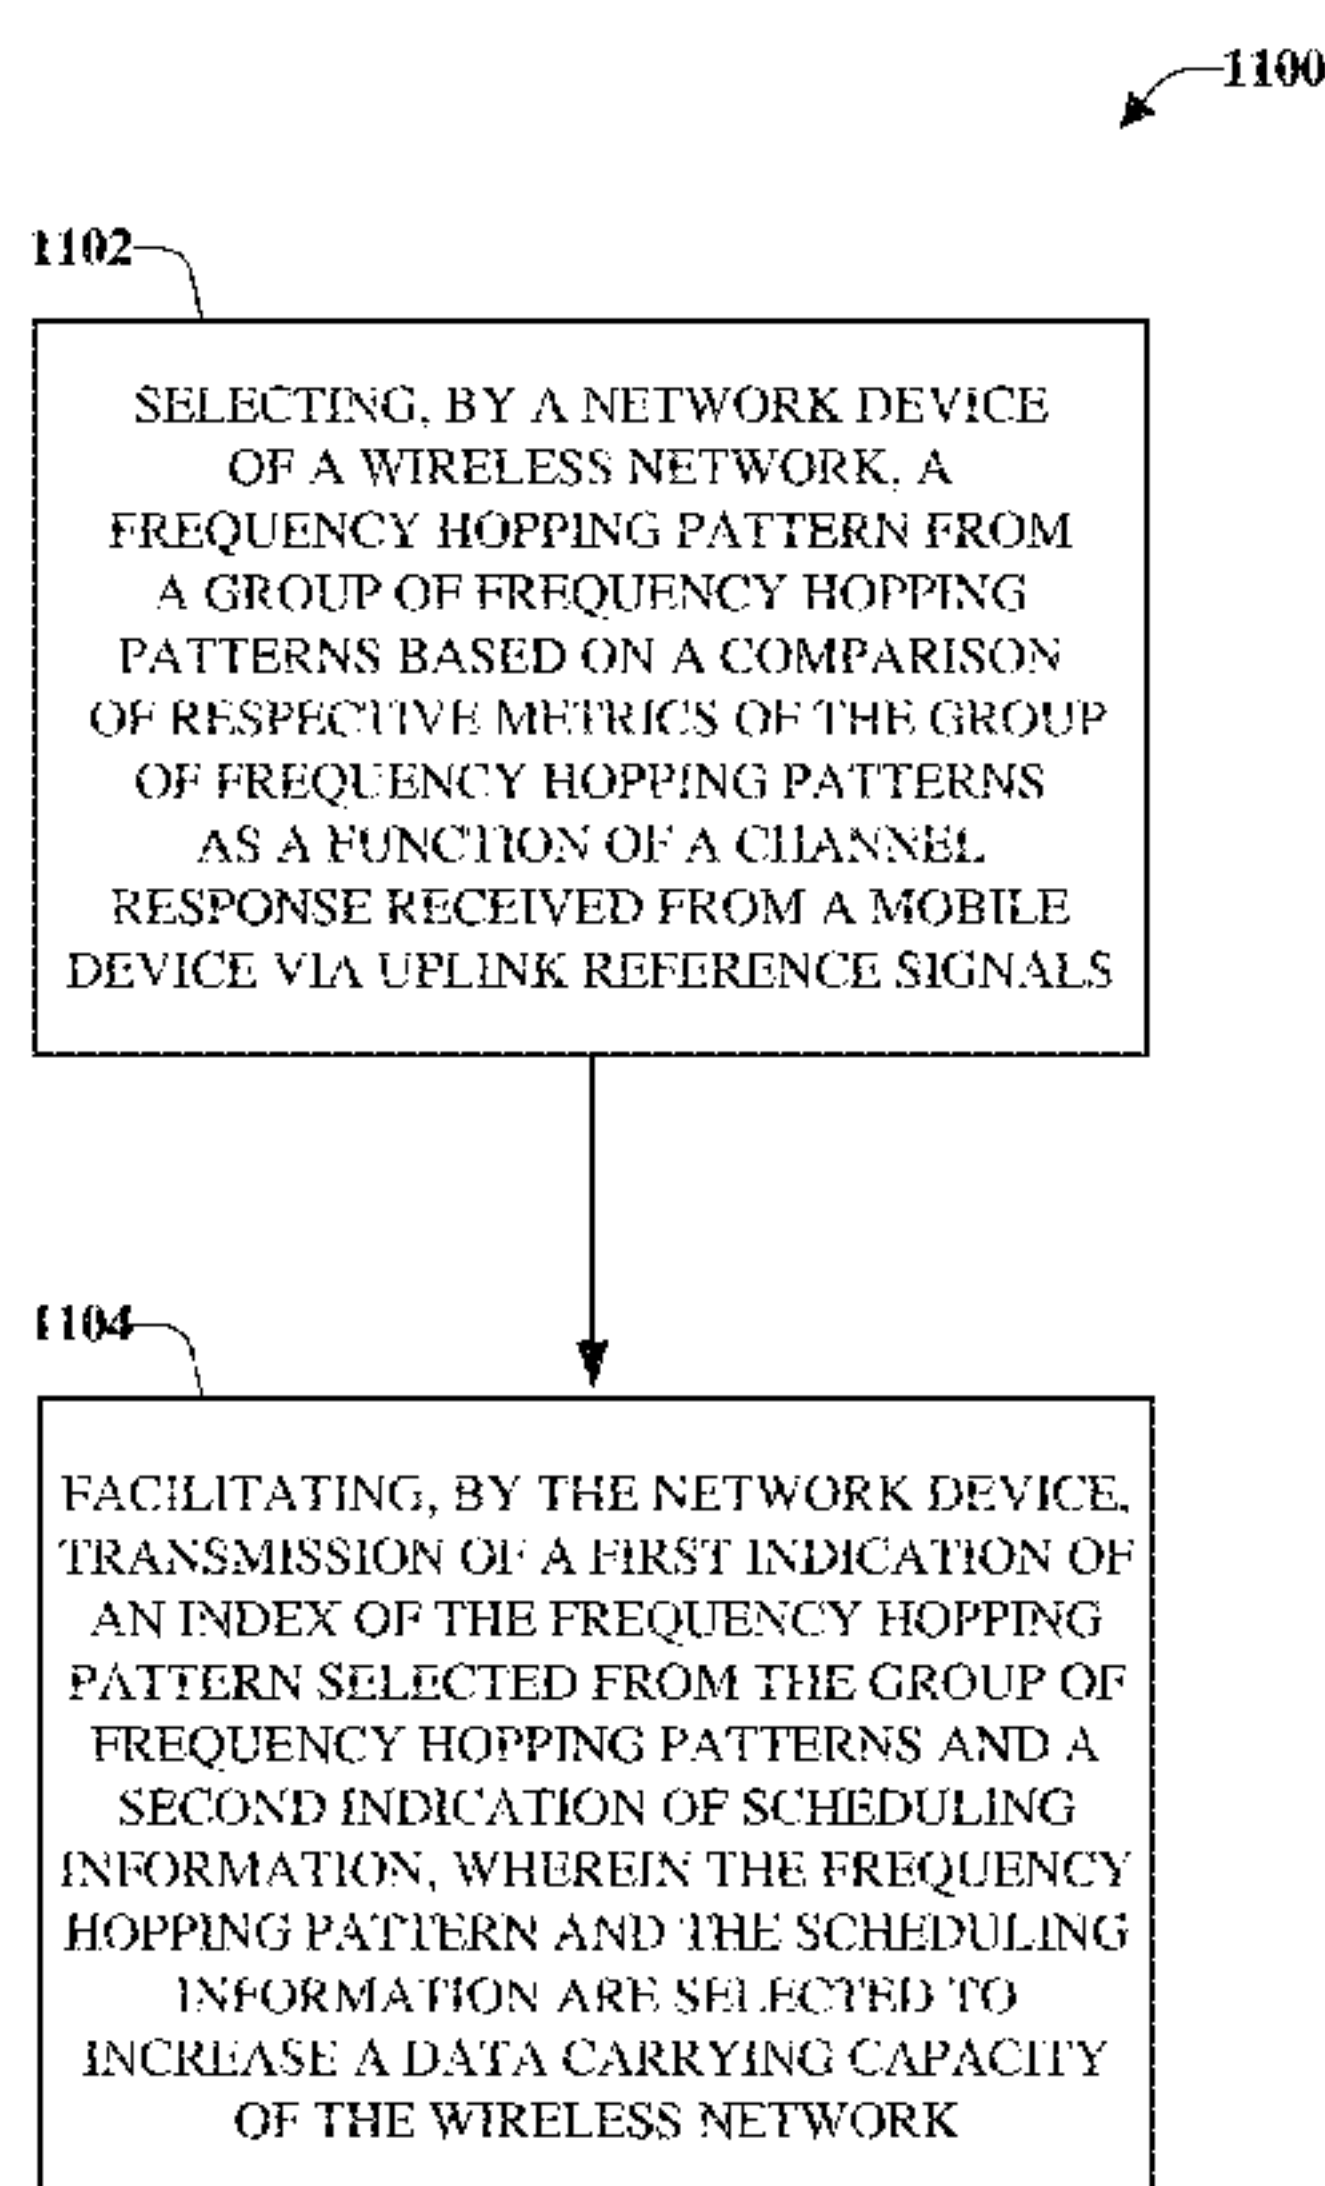 1100
1102
SELECTING, BY A NETWORK DEVICE
OF A WIRELESS NETWORK, A
FREQUENCY HOPPING PATTERN FROM
A GROUP OF FREQUENCY HOPPING
PATTERNS BASED ON A COMPARISON
OF RESPECTIVE METRICS OF THE GROUP
OF FREQUENCY HOPPING PATTERNS
AS A FUNCTION OF A CHANNEL
RESPONSE RECEIVED FROM A MOBILE
DEVICE VIA UPLINK REFERENCE SIGNALS
1104
FACILITATING, BY THE NETWORK DEVICE,
TRANSMISSION OF A FIRST INDICATION OF
AN INDEX OF THE FREQUENCY HOPPING
PATTERN SELECTED FROM THE GROUP OF
FREQUENCY HOPPING PATTERNS AND A
SECOND INDICATION OF SCHEDULING
INFORMATION, WHEREIN THE FREQUENCY
HOPPING PATTERN AND THE SCHEDULING
INFORMATION ARE SELECTED TO
INCREASE A DATA CARRYING CAPACITY
OF THE WIRELESS NETWORK